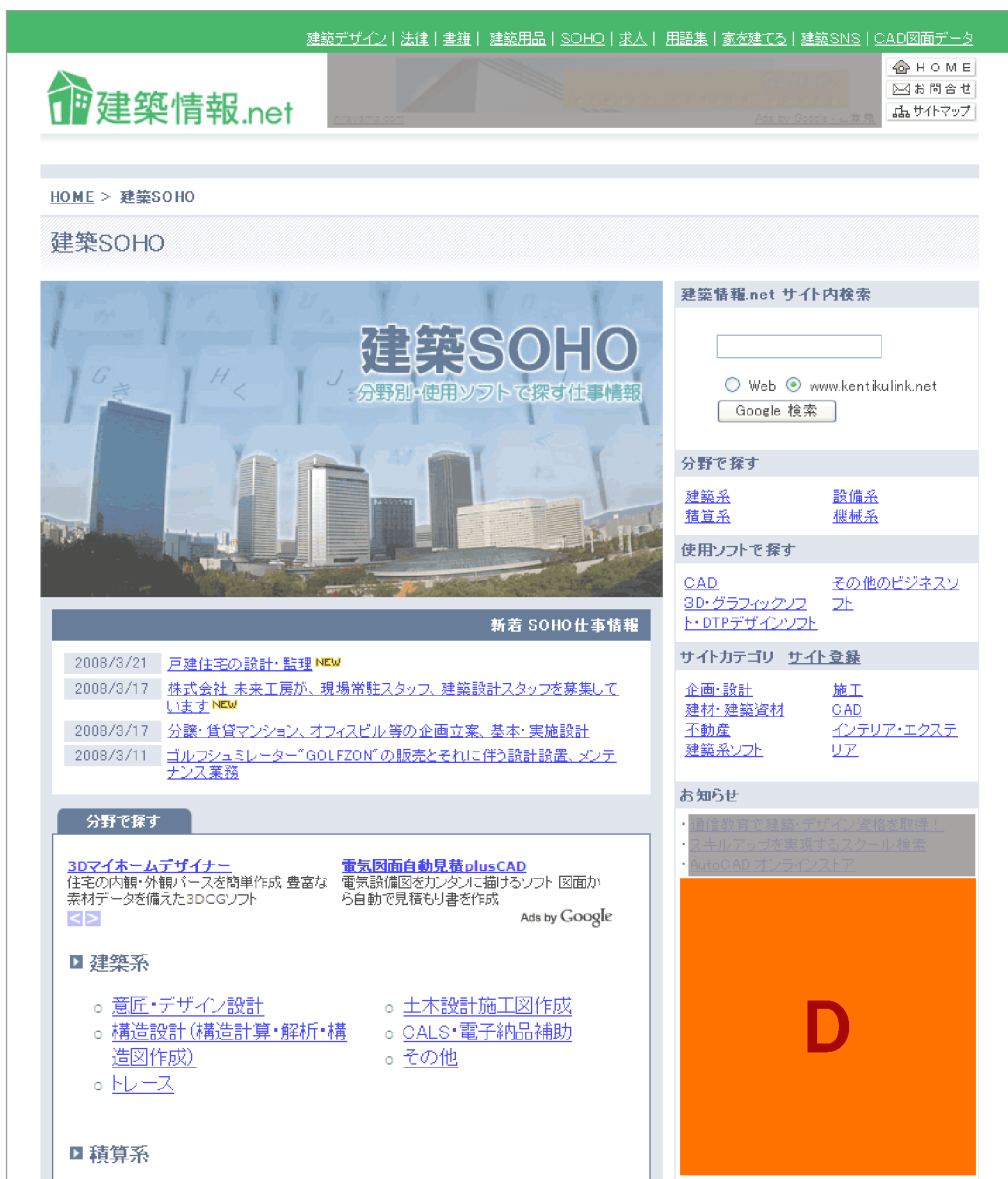 建築デザイン | 法律 | 書籍 | 建築用品 | SOHO | 求人 | 用語集 | 家を建てる | 建築SNS | CAD図面データ
建築情報.net
HOME
お問合せ
サイトマップ
HOME > 建築SOHO
建築SOHO
建築SOHO
分野別・使用ソフトで探す仕事情報
新着 SOHO仕事情報
2008/3/21 戸建住宅の設計・監理 NEW
2008/3/17 株式会社 未来工房が、現場常駐スタッフ、建築設計スタッフを募集して
います NEW
2008/3/17 分譲・賃貸マンション、オフィスビル等の企画立案、基本・実施設計
2008/3/11 ゴルフシュミレーター"GOLFZON"の販売とそれに伴う設計設置、メンテ
ナンス業務
分野で探す
3Dマイホームデザイナー
住宅の内観・外観パースを簡単作成 豊富な
素材データを備えた3DCGソフト
電気図面自動見積plusCAD
電気設備図をカンタンに描けるソフト 図面か
ら自動で見積もり書を作成
Ads by Google
建築系
意匠・デザイン設計
構造設計(構造計算・解析・構
造図作成)
トレース
土木設計施工図作成
CALS・電子納品補助
その他
積算系
建築情報.net サイト内検索
Web www.kentikulink.net
Google 検索
分野で探す
建築系 設備系
積算系 機械系
使用ソフトで探す
CAD
3D・グラフィックソフ
ト・DTPデザインソフト
その他のビジネスソ
フト
サイトカテゴリ サイト登録
企画・設計
建材・建築資材
不動産
建築系ソフト
施工
CAD
インテリア・エクステ
リア
お知らせ
・通信教育で建築・デザイン資格を取得!
・スキルアップを実現するスクール検索
・AutoCAD オンラインストア
D